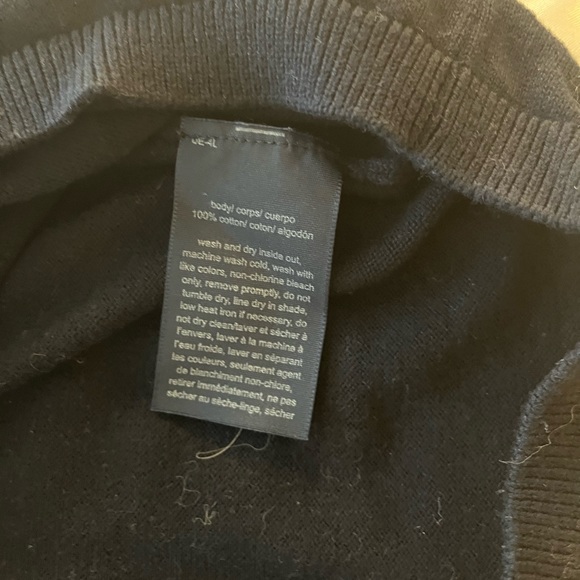 body/ corps/ cuerpo
100% cotton/ coton/ algodón
wash and dry inside out,
machine wash cold, wash with
like colors, non-chlorine bleach
only, remove promptly, do not
tumble dry, line dry in shade,
low heat iron if necessary, do
not dry clean/laver et sécher à
l'envers, laver à la machine à
l'eau froide, laver en séparant
les couleurs, seulement agent
de blanchiment non-chlore,
retirer immédiatement, ne pas
sécher au sèche-linge, sécher